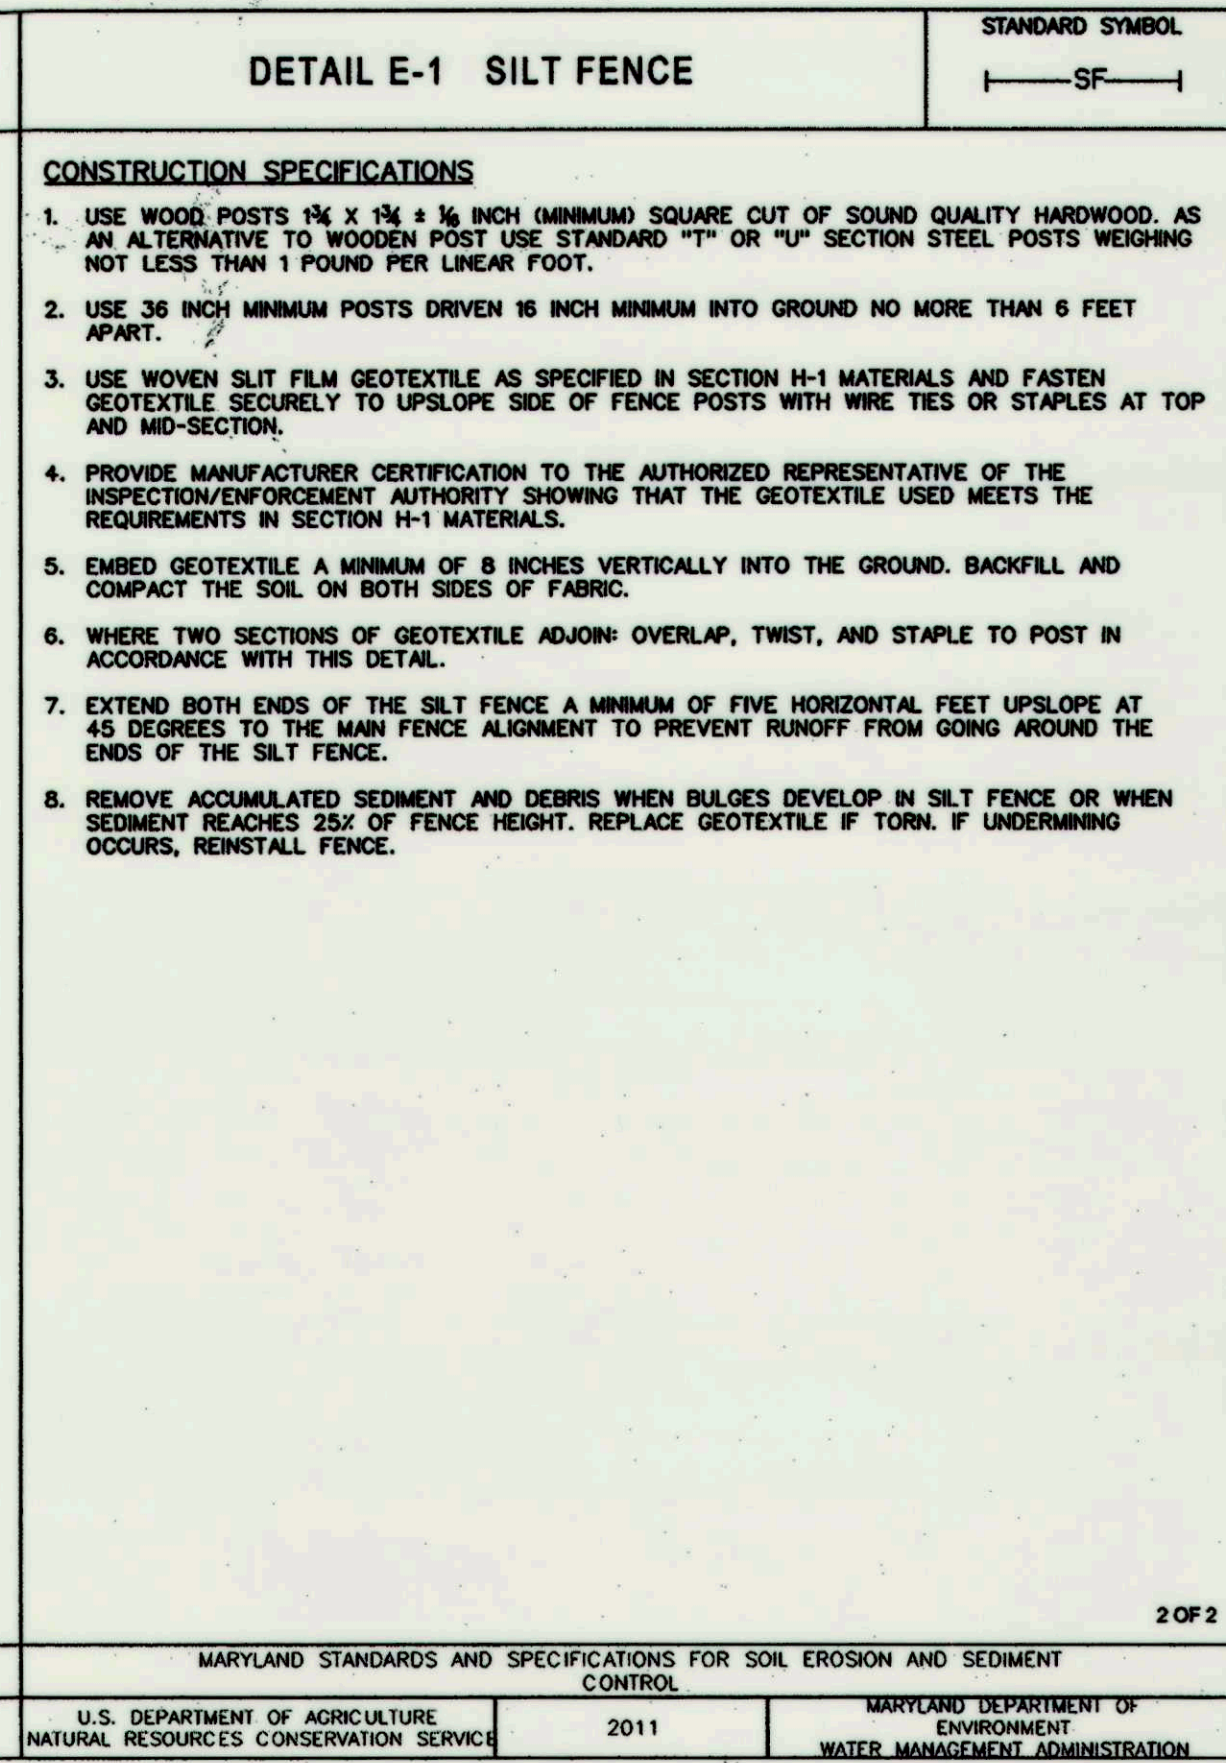 DETAIL E-1 SILT FENCE
STANDARD SYMBOL
SF
CONSTRUCTION SPECIFICATIONS
1. USE WOOD POSTS 1¾ X 1¾ ± ⅛ INCH (MINIMUM) SQUARE CUT OF SOUND QUALITY HARDWOOD. AS
AN ALTERNATIVE TO WOODEN POST USE STANDARD "T" OR "U" SECTION STEEL POSTS WEIGHING
NOT LESS THAN 1 POUND PER LINEAR FOOT.
2. USE 36 INCH MINIMUM POSTS DRIVEN 16 INCH MINIMUM INTO GROUND NO MORE THAN 6 FEET
APART.
3. USE WOVEN SLIT FILM GEOTEXTILE AS SPECIFIED IN SECTION H-1 MATERIALS AND FASTEN
GEOTEXTILE SECURELY TO UPSLOPE SIDE OF FENCE POSTS WITH WIRE TIES OR STAPLES AT TOP
AND MID-SECTION.
4. PROVIDE MANUFACTURER CERTIFICATION TO THE AUTHORIZED REPRESENTATIVE OF THE
INSPECTION/ENFORCEMENT AUTHORITY SHOWING THAT THE GEOTEXTILE USED MEETS THE
REQUIREMENTS IN SECTION H-1 MATERIALS.
5. EMBED GEOTEXTILE A MINIMUM OF 8 INCHES VERTICALLY INTO THE GROUND. BACKFILL AND
COMPACT THE SOIL ON BOTH SIDES OF FABRIC.
6. WHERE TWO SECTIONS OF GEOTEXTILE ADJOIN: OVERLAP, TWIST, AND STAPLE TO POST IN
ACCORDANCE WITH THIS DETAIL.
7. EXTEND BOTH ENDS OF THE SILT FENCE A MINIMUM OF FIVE HORIZONTAL FEET UPSLOPE AT
45 DEGREES TO THE MAIN FENCE ALIGNMENT TO PREVENT RUNOFF FROM GOING AROUND THE
ENDS OF THE SILT FENCE.
8. REMOVE ACCUMULATED SEDIMENT AND DEBRIS WHEN BULGES DEVELOP IN SILT FENCE OR WHEN
SEDIMENT REACHES 25% OF FENCE HEIGHT. REPLACE GEOTEXTILE IF TORN. IF UNDERMINING
OCCURS, REINSTALL FENCE.
2 OF 2
MARYLAND STANDARDS AND SPECIFICATIONS FOR SOIL EROSION AND SEDIMENT
CONTROL
U.S. DEPARTMENT OF AGRICULTURE
NATURAL RESOURCES CONSERVATION SERVICE
2011
MARYLAND DEPARTMENT OF
ENVIRONMENT
WATER MANAGEMENT ADMINISTRATION